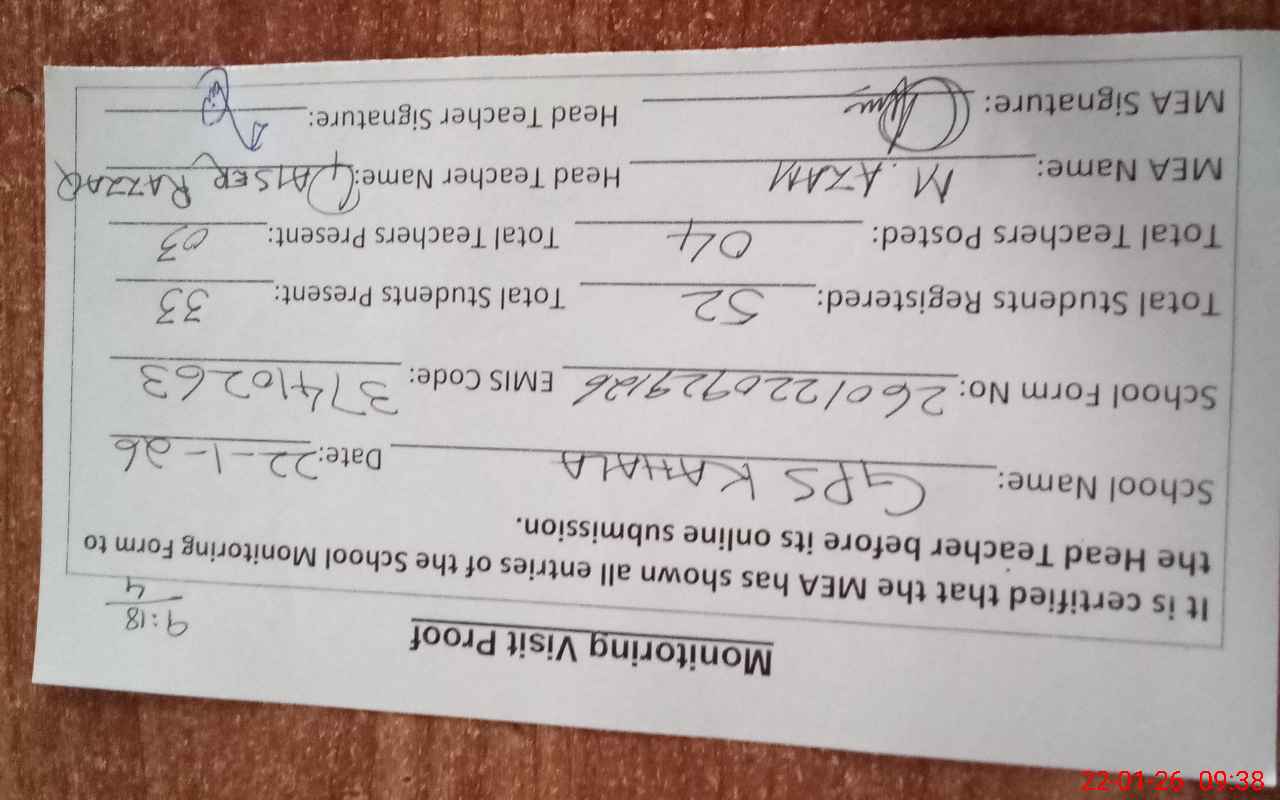 Monitoring Visit Proof
9:18
4
It is certified that the MEA has shown all entries of the School Monitoring Form to
the Head Teacher before its online submission.
School Name: GPS KAHALA Date: 22-1-26
School Form No: 2601220929126 EMIS Code: 37410263
Total Students Registered: 52 Total Students Present: 33
Total Teachers Posted: 04 Total Teachers Present: 03
MEA Name: M. AZAM Head Teacher Name: QAISER RAZZAQ
MEA Signature: Head Teacher Signature:
22-01-26 09:38